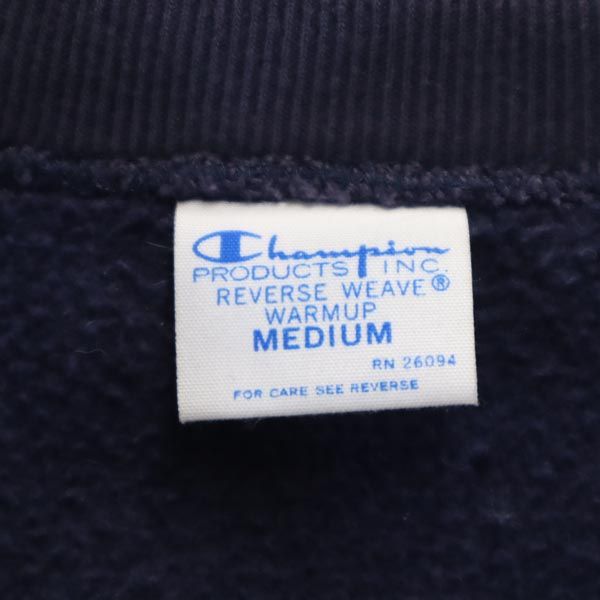 Champion
PRODUCTS INC.
REVERSE WEAVE®
WARMUP
MEDIUM
RN 26094
FOR CARE SEE REVERSE